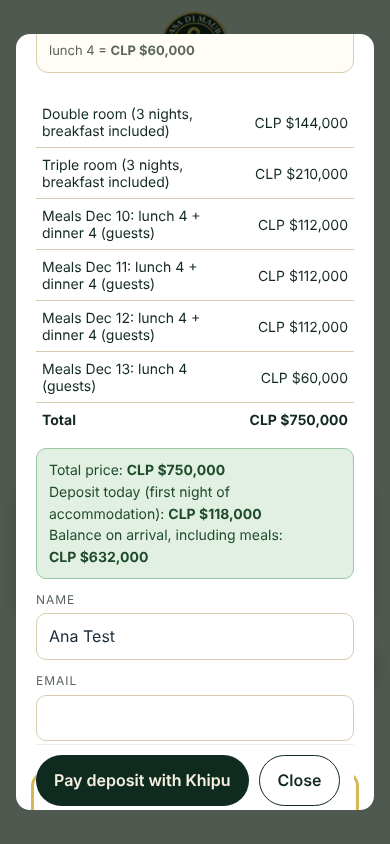 ASA DI MAUR
lunch 4 = CLP $60,000
Double room (3 nights,
breakfast included)
CLP $144,000
Triple room (3 nights,
breakfast included)
CLP $210,000
Meals Dec 10: lunch 4 +
dinner 4 (guests)
CLP $112,000
Meals Dec 11: lunch 4 +
dinner 4 (guests)
CLP $112,000
Meals Dec 12: lunch 4 +
dinner 4 (guests)
CLP $112,000
Meals Dec 13: lunch 4
(guests)
CLP $60,000
Total
CLP $750,000
Total price: CLP $750,000
Deposit today (first night of
accommodation): CLP $118,000
Balance on arrival, including meals:
CLP $632,000
NAME
Ana Test
EMAIL
Pay deposit with Khipu
Close